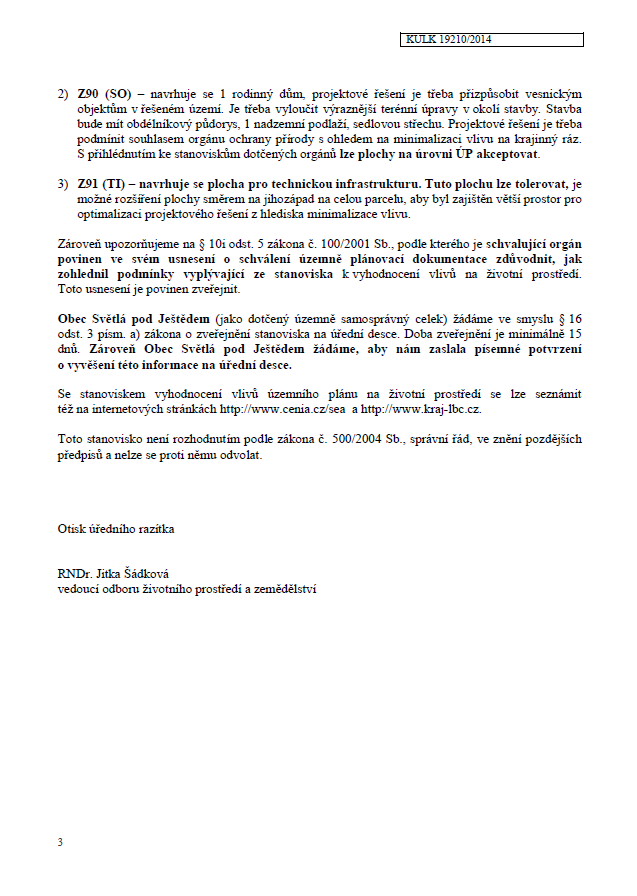 KULK 19210/2014
2) Z90 (SO) – navrhuje se 1 rodinný dům, projektové řešení je třeba přizpůsobit vesnickým
objektům v řešeném území. Je třeba vyloučit výraznější terénní úpravy v okolí stavby. Stavba
bude mít obdélníkový půdorys, 1 nadzemní podlaží, sedlovou střechu. Projektové řešení je třeba
podmínit souhlasem orgánu ochrany přírody s ohledem na minimalizaci vlivu na krajinný ráz.
S přihlédnutím ke stanoviskům dotčených orgánů lze plochy na úrovni ÚP akceptovat.
3) Z91 (TI) – navrhuje se plocha pro technickou infrastrukturu. Tuto plochu lze tolerovat, je
možné rozšíření plochy směrem na jihozápad na celou parcelu, aby byl zajištěn větší prostor pro
optimalizaci projektového řešení z hlediska minimalizace vlivu.
Zároveň upozorňujeme na § 10i odst. 5 zákona č. 100/2001 Sb., podle kterého je schvalující orgán
povinen ve svém usnesení o schválení územně plánovací dokumentace zdůvodnit, jak
zohlednil podmínky vyplývající ze stanoviska k vyhodnocení vlivů na životní prostředí.
Toto usnesení je povinen zveřejnit.
Obec Světlá pod Ještědem (jako dotčený územně samosprávný celek) žádáme ve smyslu § 16
odst. 3 písm. a) zákona o zveřejnění stanoviska na úřední desce. Doba zveřejnění je minimálně 15
dnů. Zároveň Obec Světlá pod Ještědem žádáme, aby nám zaslala písemné potvrzení
o vyvěšení této informace na úřední desce.
Se stanoviskem vyhodnocení vlivů územního plánu na životní prostředí se lze seznámit
též na internetových stránkách http://www.cenia.cz/sea a http://www.kraj-lbc.cz.
Toto stanovisko není rozhodnutím podle zákona č. 500/2004 Sb., správní řád, ve znění pozdějších
předpisů a nelze se proti němu odvolat.
Otisk úředního razítka
RNDr. Jitka Šádková
vedoucí odboru životního prostředí a zemědělství
3